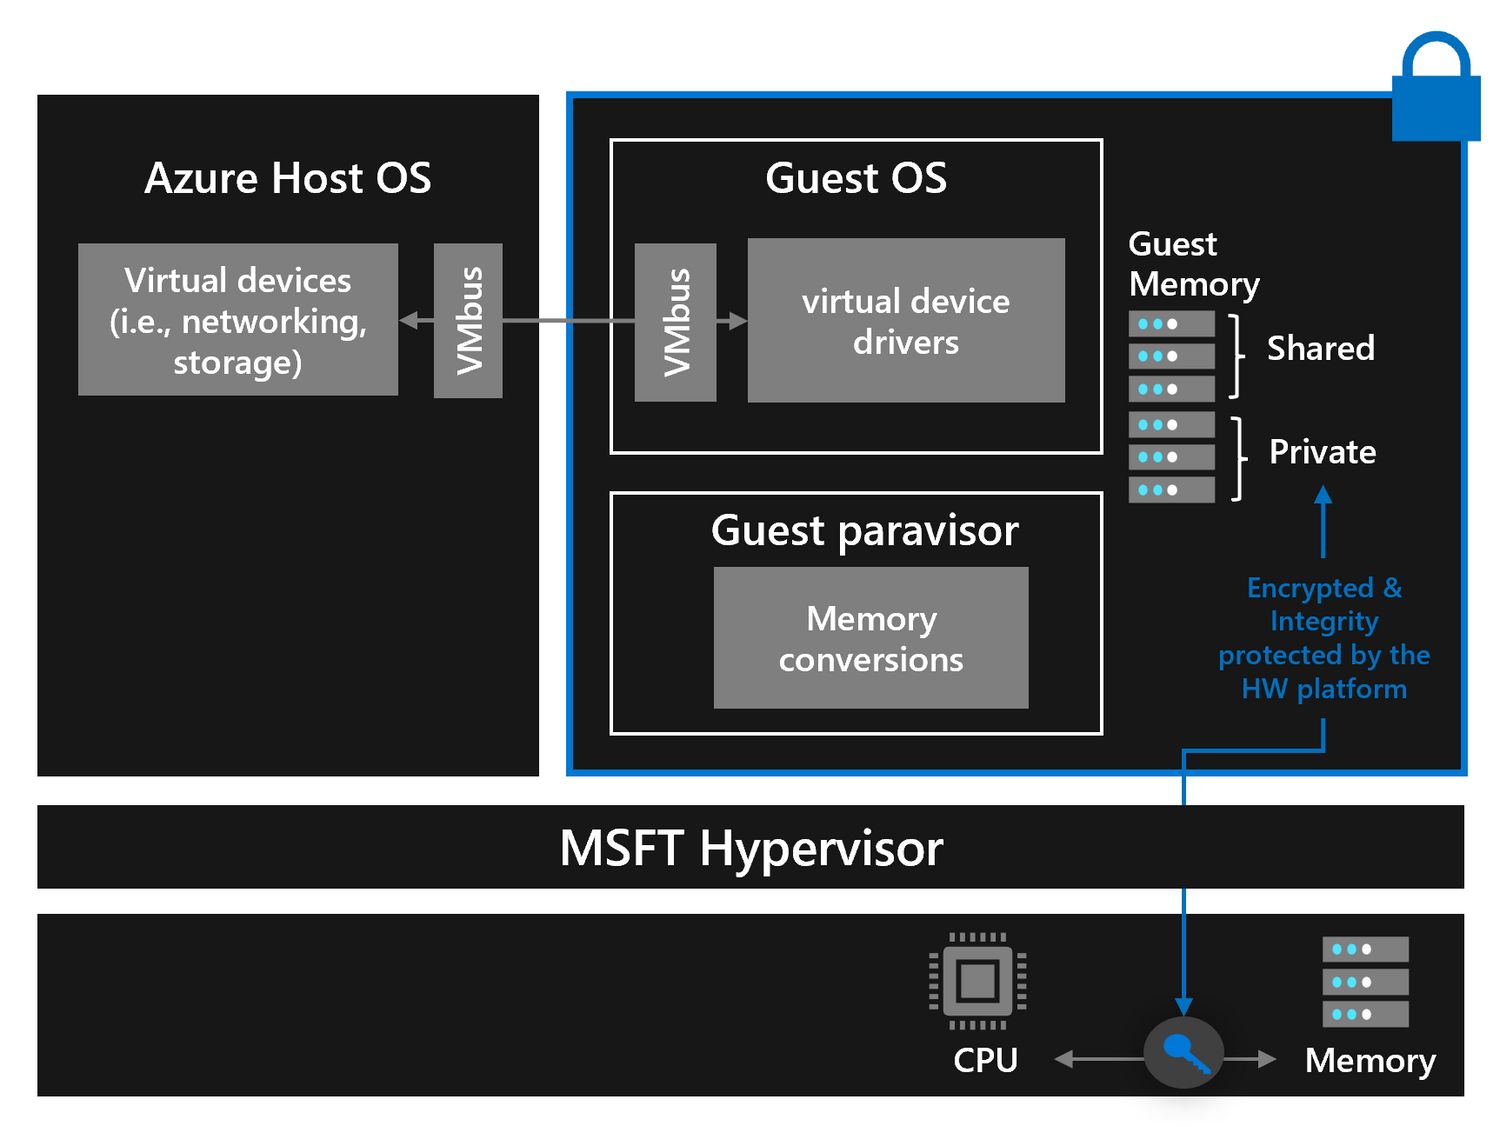 Azure Host OS
Virtual devices
(i.e., networking,
storage)
VMbus
Guest OS
VMbus
virtual device
drivers
Guest
Memory
Shared
Private
Guest paravisor
Memory
conversions
Encrypted &
Integrity
protected by the
HW platform
MSFT Hypervisor
CPU
Memory